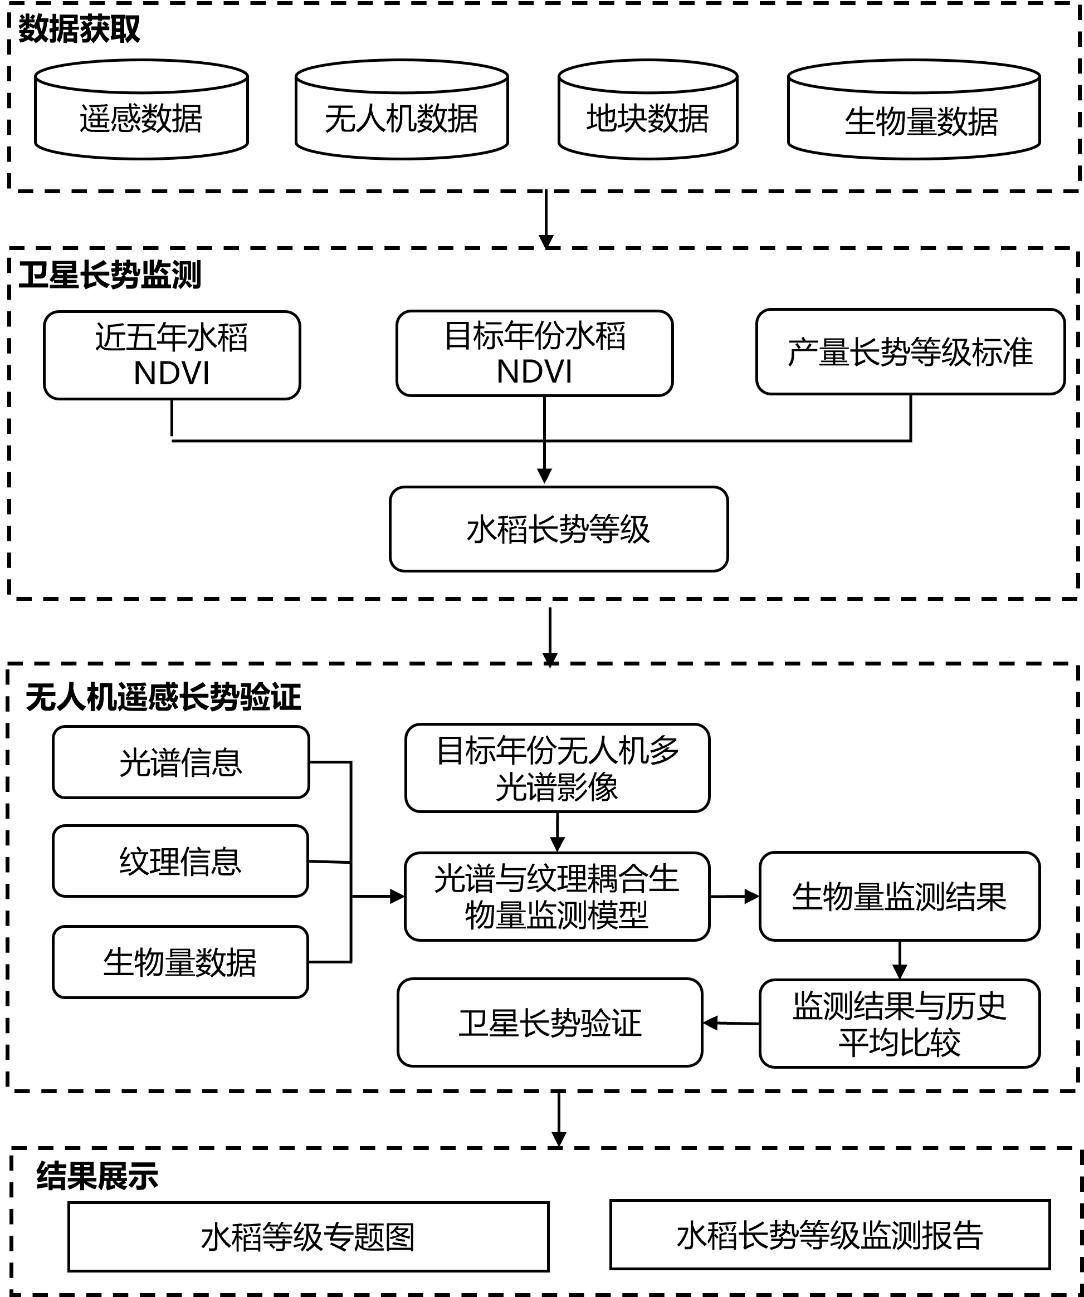 数据获取
遥感数据
无人机数据
地块数据
生物量数据
卫星长势监测
近五年水稻
NDVI
目标年份水稻
NDVI
产量长势等级标准
水稻长势等级
无人机遥感长势验证
光谱信息
纹理信息
生物量数据
目标年份无人机多
光谱影像
光谱与纹理耦合生
物量监测模型
生物量监测结果
监测结果与历史
平均比较
卫星长势验证
结果展示
水稻等级专题图
水稻长势等级监测报告